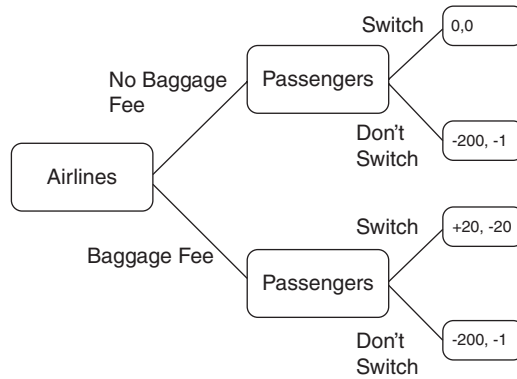 Switch
0,0
No Baggage
Fee
Passengers
Don't
Switch
-200, -1
Airlines
Baggage Fee
Switch
+20, -20
Passengers
Don't
Switch
-200, -1